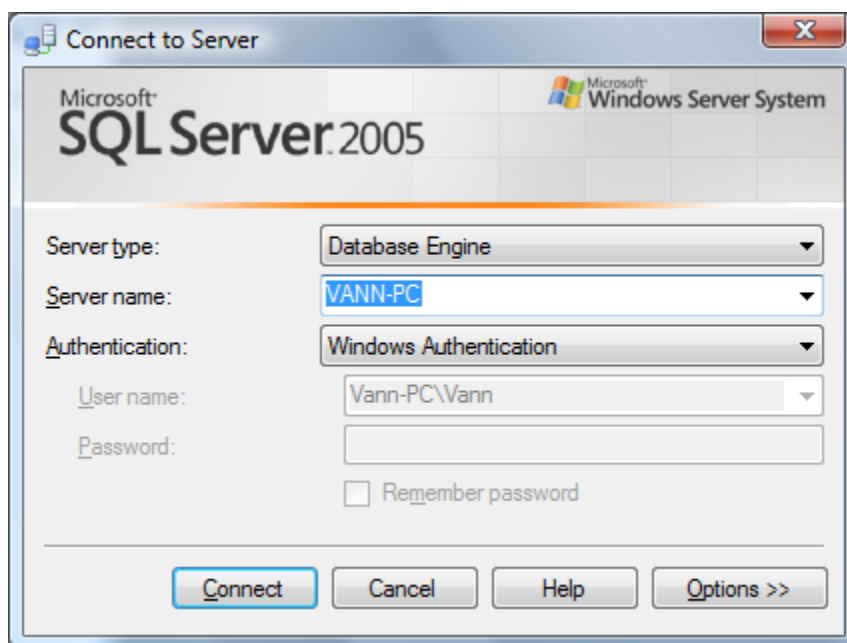 Connect to Server
Microsoft
SQL Server 2005
Microsoft
Windows Server System
Server type:
Database Engine
Server name:
VANN-PC
Authentication:
Windows Authentication
User name:
Vann-PC\Vann
Password:
Remember password
Connect
Cancel
Help
Options >>